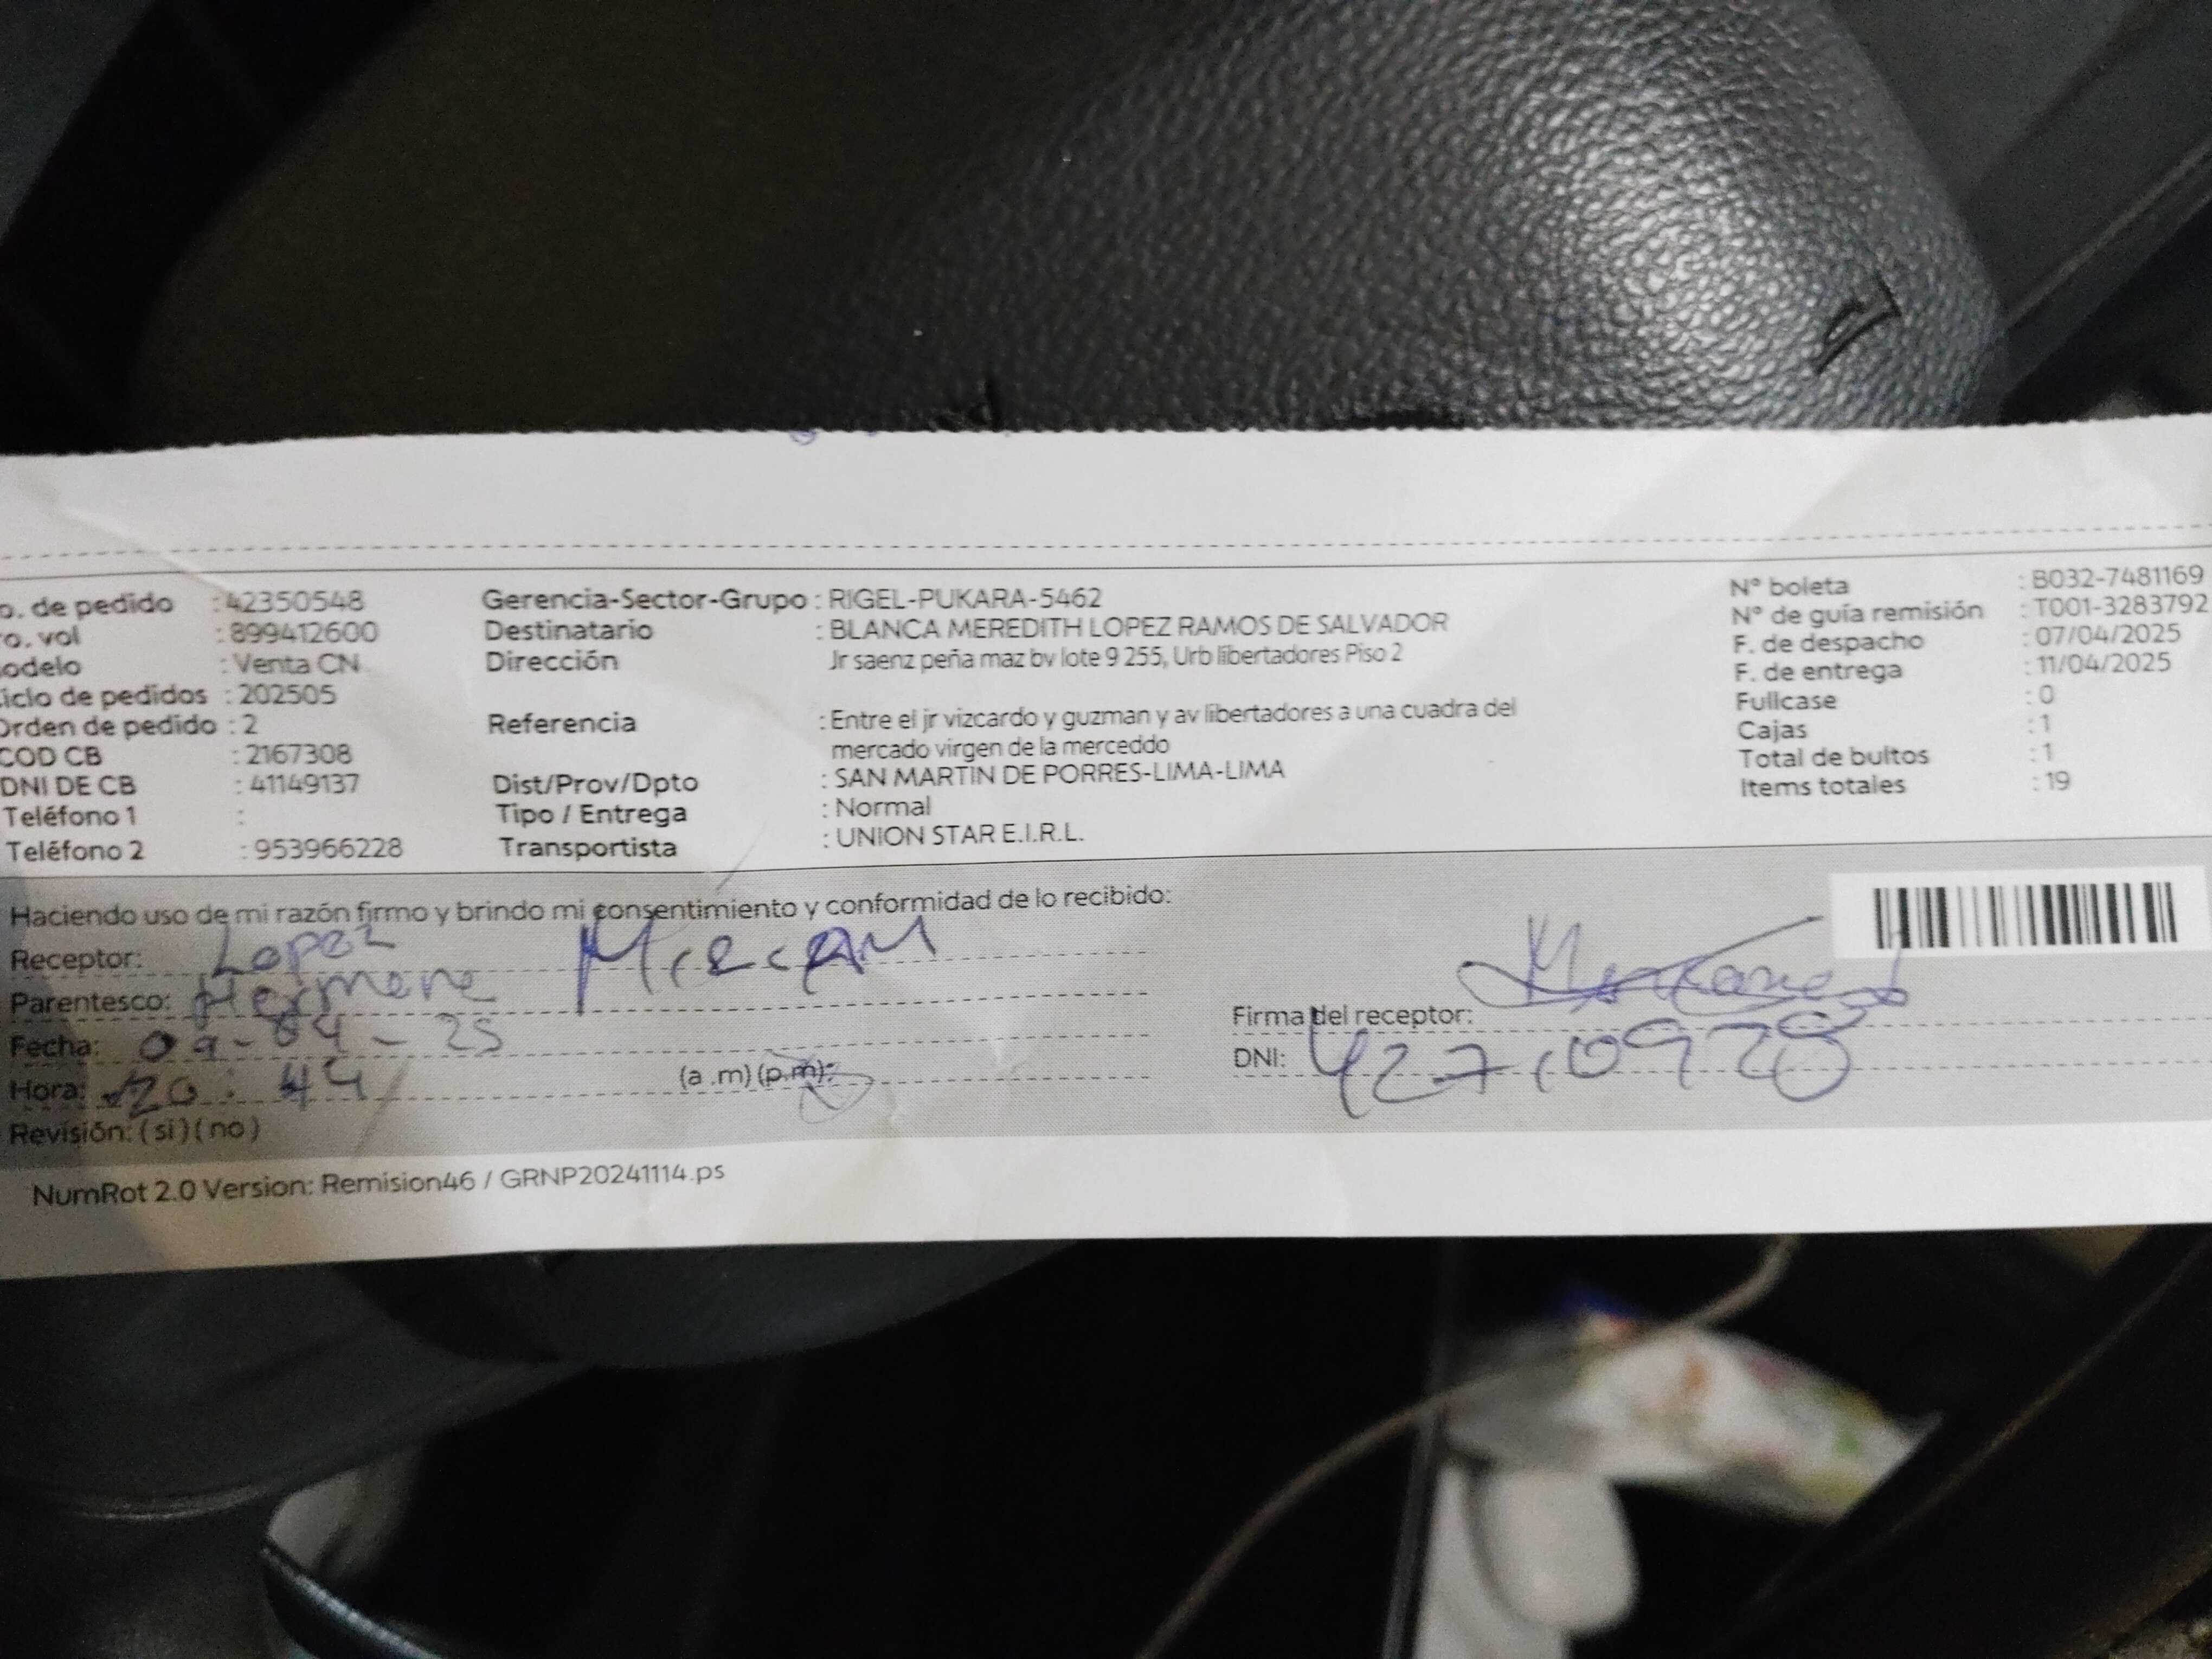 o. de pedido : 42350548
ro. vol : 899412600
odelo : Venta CN
iclo de pedidos : 202505
Orden de pedido : 2
COD CB : 2167308
DNI DE CB : 41149137
Teléfono 1 :
Teléfono 2 : 953966228
Gerencia-Sector-Grupo : RIGEL-PUKARA-5462
Destinatario : BLANCA MEREDITH LOPEZ RAMOS DE SALVADOR
Dirección Jr saenz peña maz bv lote 9 255, Urb libertadores Piso 2
Referencia : Entre el jr vizcardo y guzman y av libertadores a una cuadra del
mercado virgen de la merceddo
Dist/Prov/Dpto : SAN MARTIN DE PORRES-LIMA-LIMA
Tipo / Entrega : Normal
Transportista : UNION STAR E.I.R.L.
N° boleta : B032-7481169
N° de guía remisión : T001-3283792
F. de despacho : 07/04/2025
F. de entrega : 11/04/2025
Fullcase : 0
Cajas : 1
Total de bultos : 1
Items totales : 19
Haciendo uso de mi razón firmo y brindo mi consentimiento y conformidad de lo recibido:
Receptor: Lopez
Parentesco: Hermana
Fecha: 09-04-25
Hora: 20:44 (a.m)(p.m):
Revisión: (si)(no)
Firma del receptor:
DNI: 42710978
NumRot 2.0 Version: Remision46 / GRNP20241114.ps